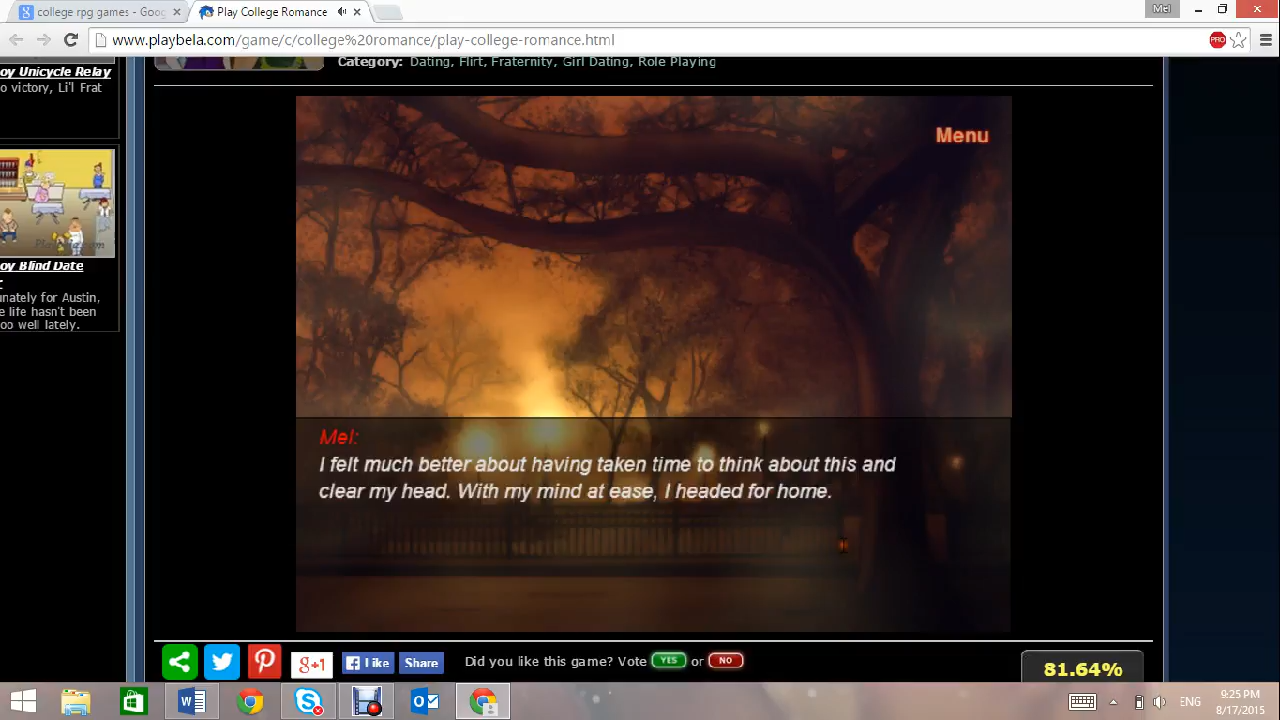 college rpg games - Goog
Play College Romance
Mel
www.playbela.com/game/c/college%20romance/play-college-romance.html
PRO
oy Unicycle Relay
o victory, Li'l Frat
Playbela.com
oy Blind Date
unately for Austin,
e life hasn't been
oo well lately.
Category: Dating, Flirt, Fraternity, Girl Dating, Role Playing
Menu
Mel:
I felt much better about having taken time to think about this and
clear my head. With my mind at ease, I headed for home.
g+1
Like
Share
Did you like this game? Vote YES or NO
81.64%
ENG
9:25 PM
8/17/2015